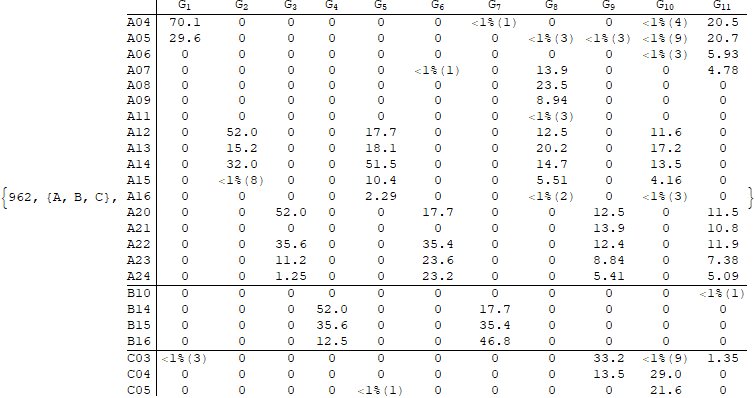 G1 G2 G3 G4 G5 G6 G7 G8 G9 G10 G11
A04 70.1 0 0 0 0 0 <1%(1) 0 0 <1%(4) 20.5
A05 29.6 0 0 0 0 0 0 <1%(3) <1%(3) <1%(9) 20.7
A06 0 0 0 0 0 0 0 0 0 <1%(3) 5.93
A07 0 0 0 0 0 <1%(1) 0 13.9 0 0 4.78
A08 0 0 0 0 0 0 0 23.5 0 0 0
A09 0 0 0 0 0 0 0 8.94 0 0 0
A11 0 0 0 0 0 0 0 <1%(3) 0 0 0
A12 0 52.0 0 0 17.7 0 0 12.5 0 11.6 0
A13 0 15.2 0 0 18.1 0 0 20.2 0 17.2 0
A14 0 32.0 0 0 51.5 0 0 14.7 0 13.5 0
A15 0 <1%(8) 0 0 10.4 0 0 5.51 0 4.16 0
{962, {A, B, C}, A16 0 0 0 0 2.29 0 0 <1%(2) 0 <1%(3) 0 }
A20 0 0 52.0 0 0 17.7 0 0 12.5 0 11.5
A21 0 0 0 0 0 0 0 0 13.9 0 10.8
A22 0 0 35.6 0 0 35.4 0 0 12.4 0 11.9
A23 0 0 11.2 0 0 23.6 0 0 8.84 0 7.38
A24 0 0 1.25 0 0 23.2 0 0 5.41 0 5.09
B10 0 0 0 0 0 0 0 0 0 0 <1%(1)
B14 0 0 0 52.0 0 0 17.7 0 0 0 0
B15 0 0 0 35.6 0 0 35.4 0 0 0 0
B16 0 0 0 12.5 0 0 46.8 0 0 0 0
C03 <1%(3) 0 0 0 0 0 0 0 33.2 <1%(9) 1.35
C04 0 0 0 0 0 0 0 0 13.5 29.0 0
C05 0 0 0 0 <1%(1) 0 0 0 0 21.6 0